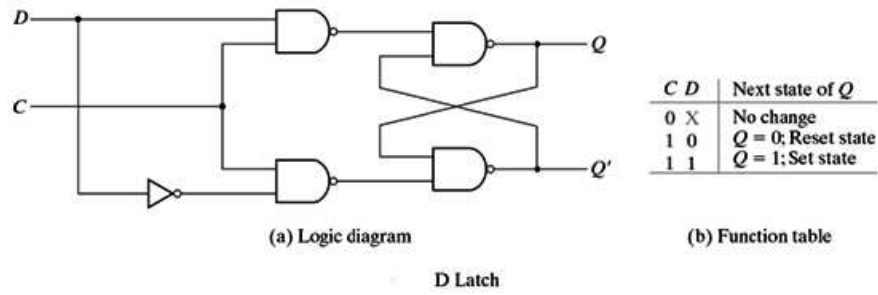 D
C
Q
Q'
C D Next state of Q
0 X No change
1 0 Q = 0; Reset state
1 1 Q = 1; Set state
(a) Logic diagram
(b) Function table
D Latch